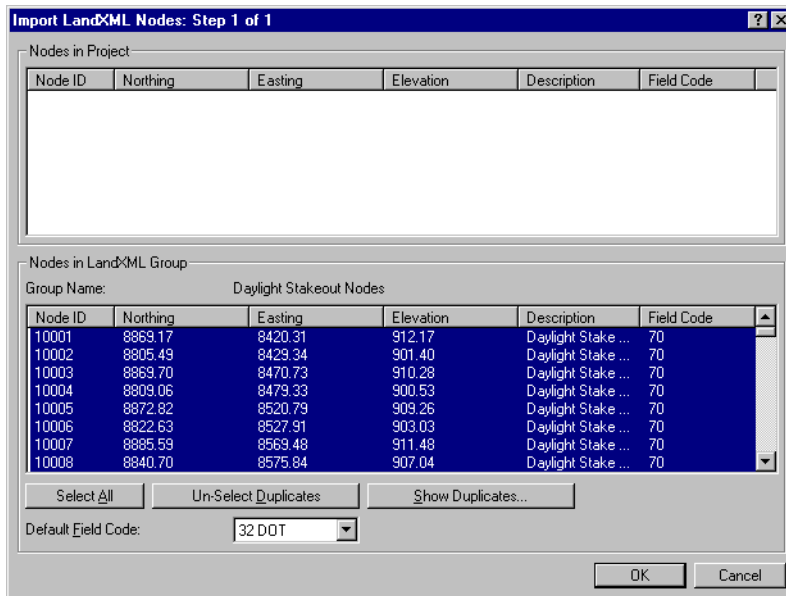 Import LandXML Nodes: Step 1 of 1
Nodes in Project
Node ID Northing Easting Elevation Description Field Code
Nodes in LandXML Group
Group Name: Daylight Stakeout Nodes
Node ID Northing Easting Elevation Description Field Code
10001 8869.17 8420.31 912.17 Daylight Stake ... 70
10002 8805.49 8429.34 901.40 Daylight Stake ... 70
10003 8869.70 8470.73 910.28 Daylight Stake ... 70
10004 8809.06 8479.33 900.53 Daylight Stake ... 70
10005 8872.82 8520.79 909.26 Daylight Stake ... 70
10006 8822.63 8527.91 903.03 Daylight Stake ... 70
10007 8885.59 8569.48 911.48 Daylight Stake ... 70
10008 8840.70 8575.84 907.04 Daylight Stake ... 70
Select All Un-Select Duplicates Show Duplicates...
Default Field Code: 32 DOT
OK Cancel